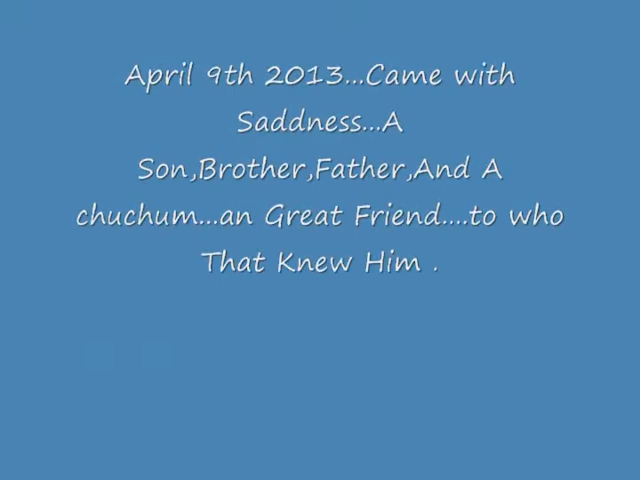 April 9th 2013...Came with
Saddness...A
Son,Brother,Father,And A
chuchum...an Great Friend....to who
That Knew Him .